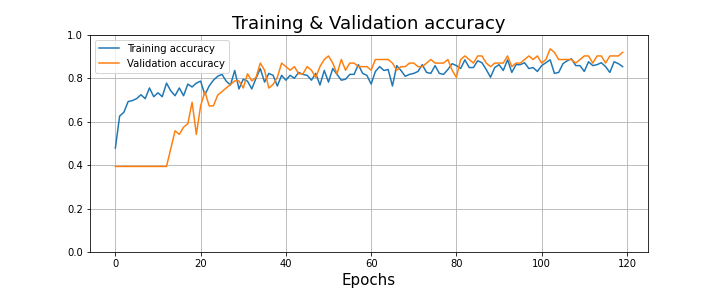 Training & Validation accuracy
Training accuracy
Validation accuracy
1.0
0.8
0.6
0.4
0.2
0.0
0 20 40 60 80 100 120
Epochs